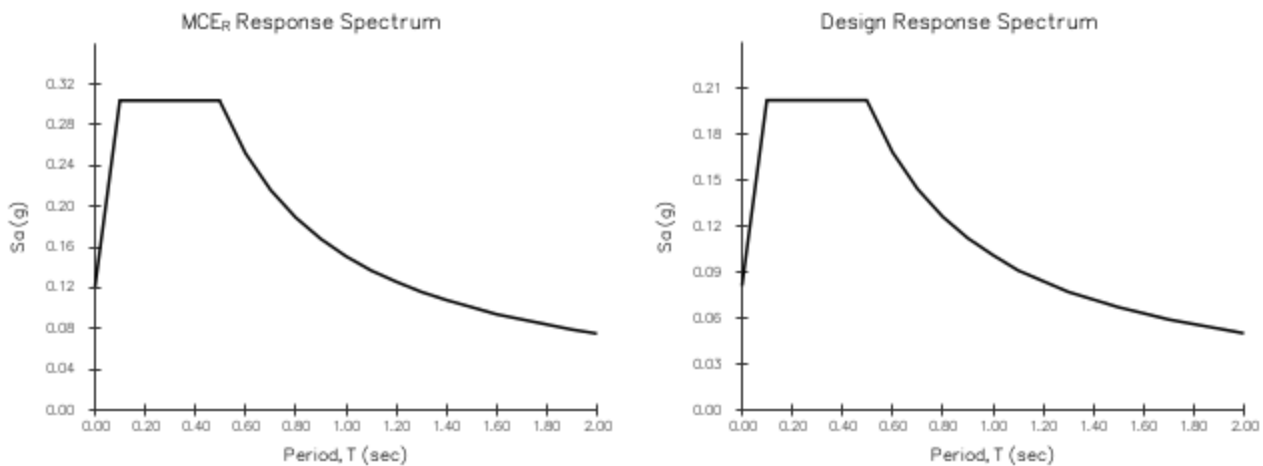 MCER Response Spectrum
0.32
0.28
0.24
0.20
0.16
0.12
0.08
0.04
0.00
Sa (g)
0.00 0.20 0.40 0.60 0.80 1.00 1.20 1.40 1.60 1.80 2.00
Period, T (sec)
Design Response Spectrum
0.21
0.18
0.15
0.12
0.09
0.06
0.03
0.00
Sa (g)
0.00 0.20 0.40 0.60 0.80 1.00 1.20 1.40 1.60 1.80 2.00
Period, T (sec)